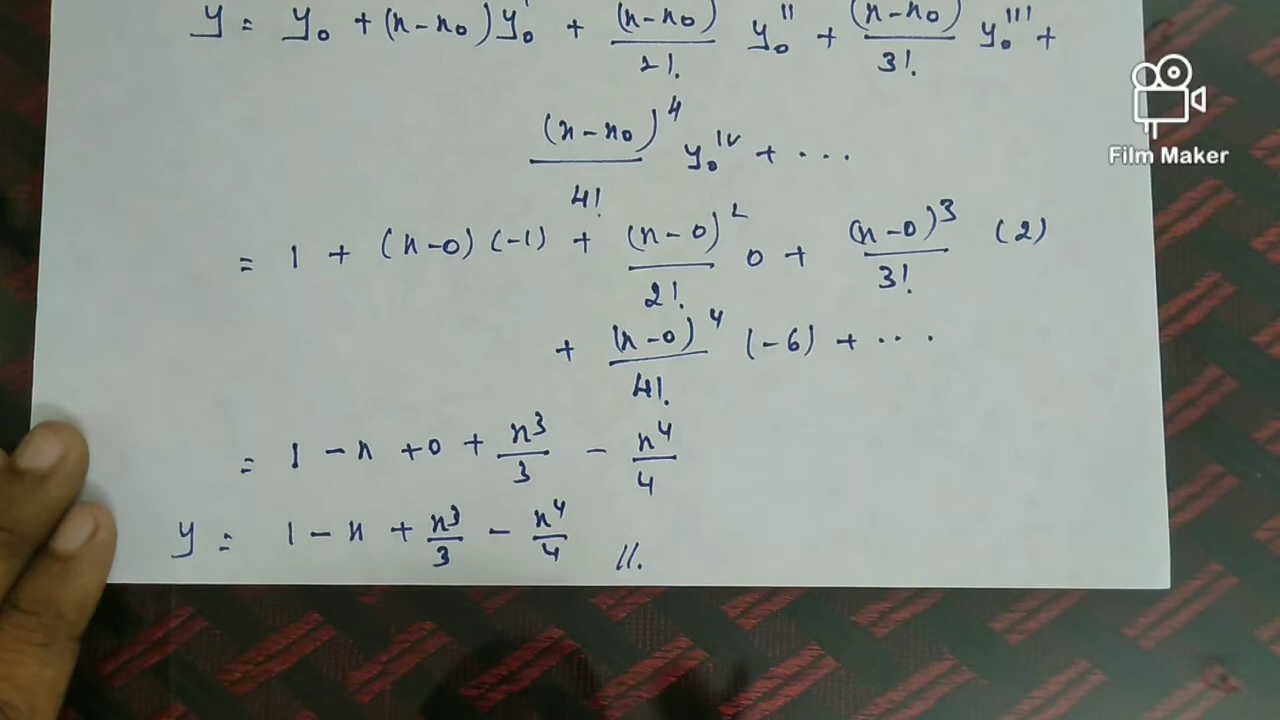 y = y₀ + (x-x₀)y₀' + (x-x₀)/2! y₀'' + (x-x₀)/3! y₀''' +
(x-x₀)⁴/4! y₀ⁱᵛ + ...
= 1 + (x-0)(-1) + (x-0)²/2! 0 + (x-0)³/3! (2)
+ (x-0)⁴/4! (-6) + ....
= 1 - x + 0 + x³/3 - x⁴/4
y = 1 - x + x³/3 - x⁴/4 //.
Film Maker